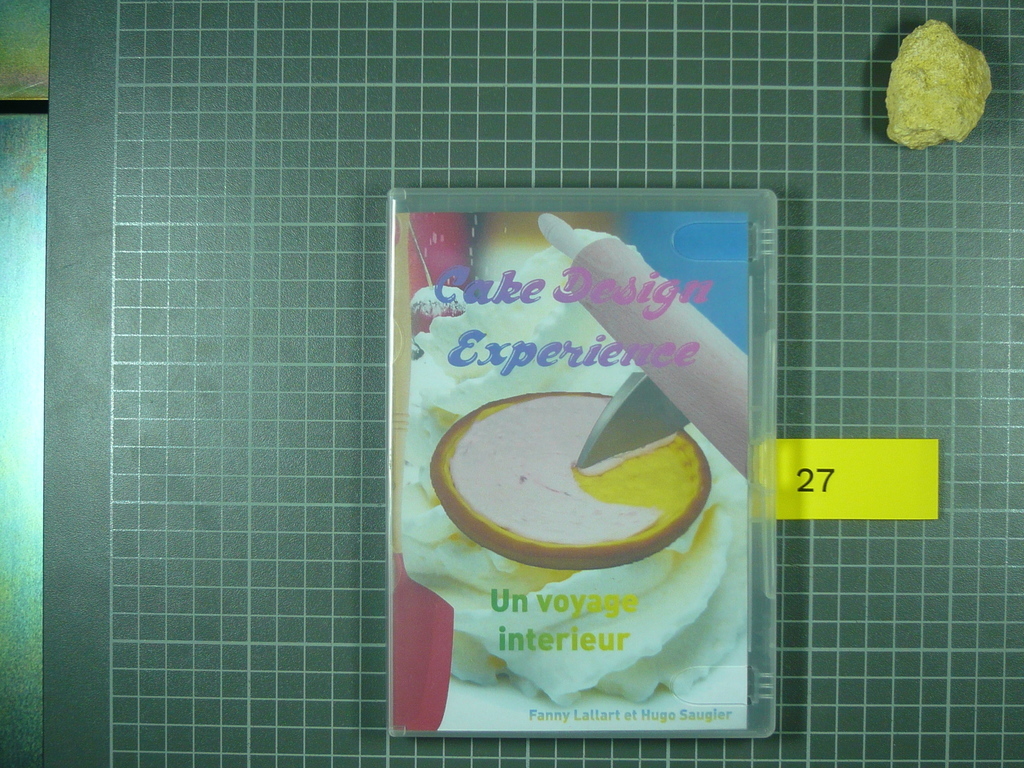 Cake Design
Experience
27
Un voyage
interieur
Fanny Lallart et Hugo Saugier